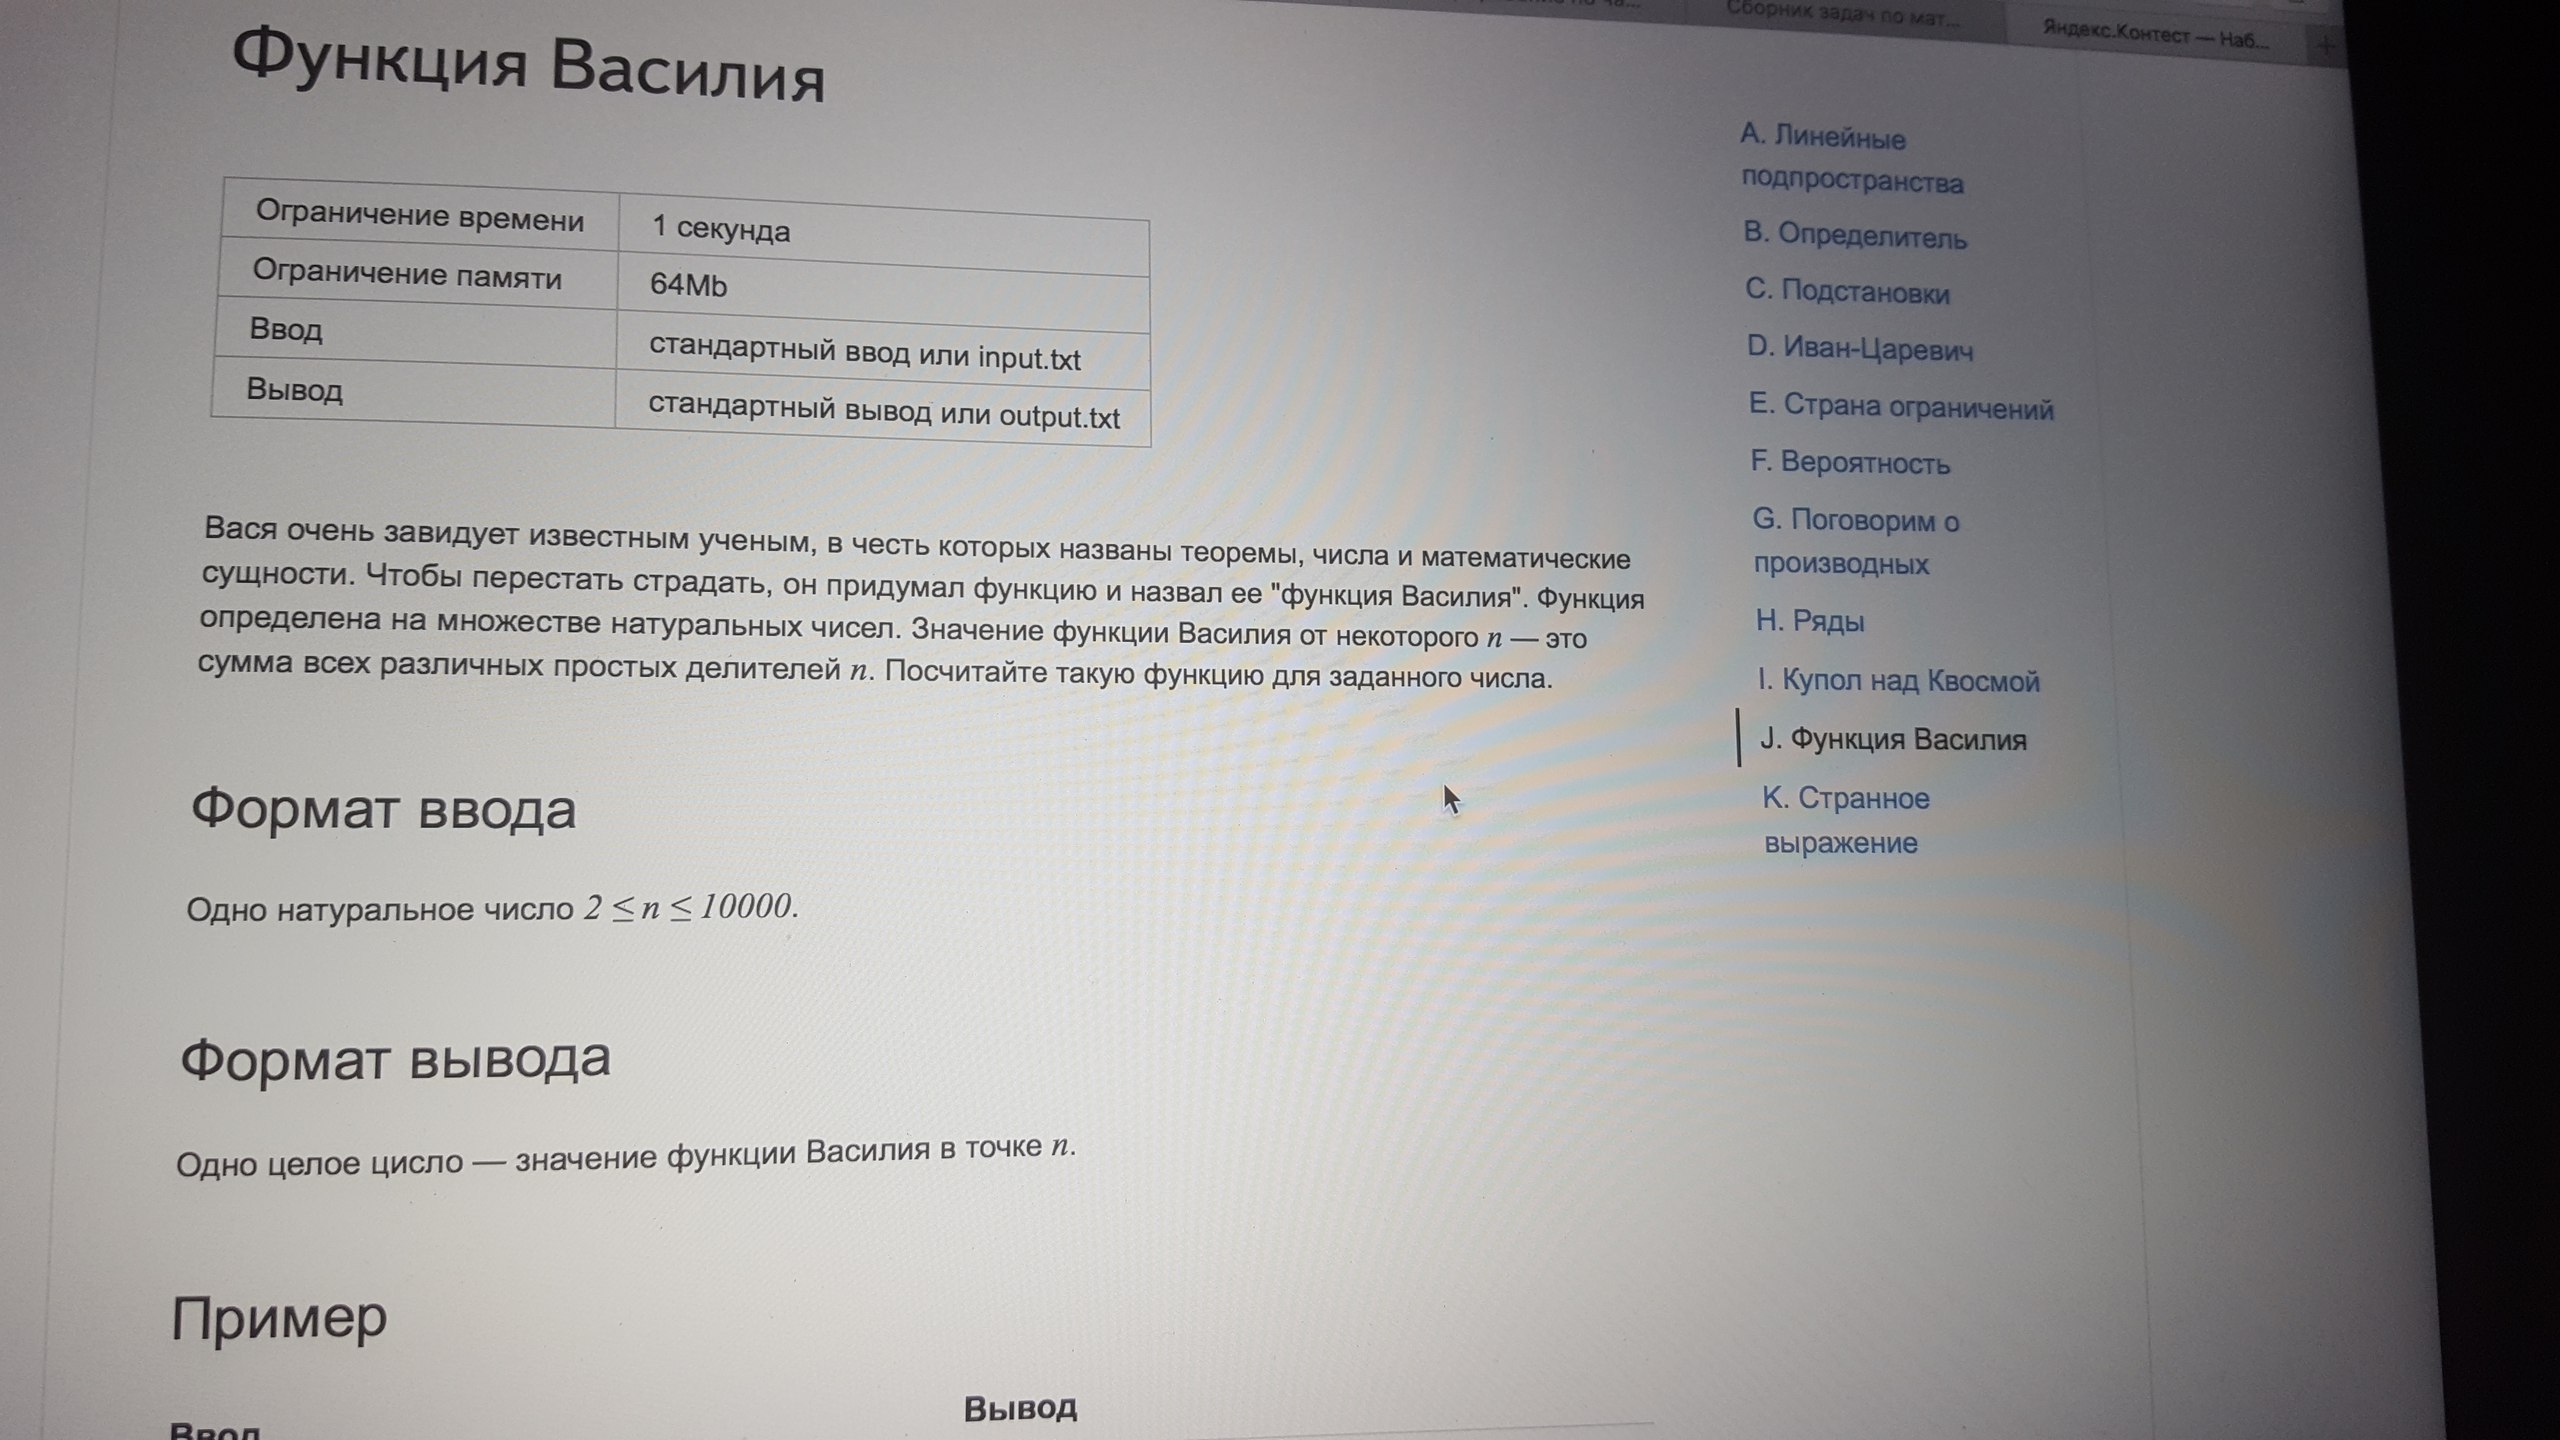 Сборник задач по мат...
Яндекс.Контест — Наб...
Функция Василия
Ограничение времени 1 секунда
Ограничение памяти 64Mb
Ввод стандартный ввод или input.txt
Вывод стандартный вывод или output.txt
Вася очень завидует известным ученым, в честь которых названы теоремы, числа и математические
сущности. Чтобы перестать страдать, он придумал функцию и назвал ее "функция Василия". Функция
определена на множестве натуральных чисел. Значение функции Василия от некоторого n — это
сумма всех различных простых делителей n. Посчитайте такую функцию для заданного числа.
Формат ввода
Одно натуральное число 2 ≤ n ≤ 10000.
Формат вывода
Одно целое цисло — значение функции Василия в точке n.
Пример
Ввод
Вывод
A. Линейные
подпространства
B. Определитель
C. Подстановки
D. Иван-Царевич
E. Страна ограничений
F. Вероятность
G. Поговорим о
производных
H. Ряды
I. Купол над Квосмой
J. Функция Василия
K. Странное
выражение